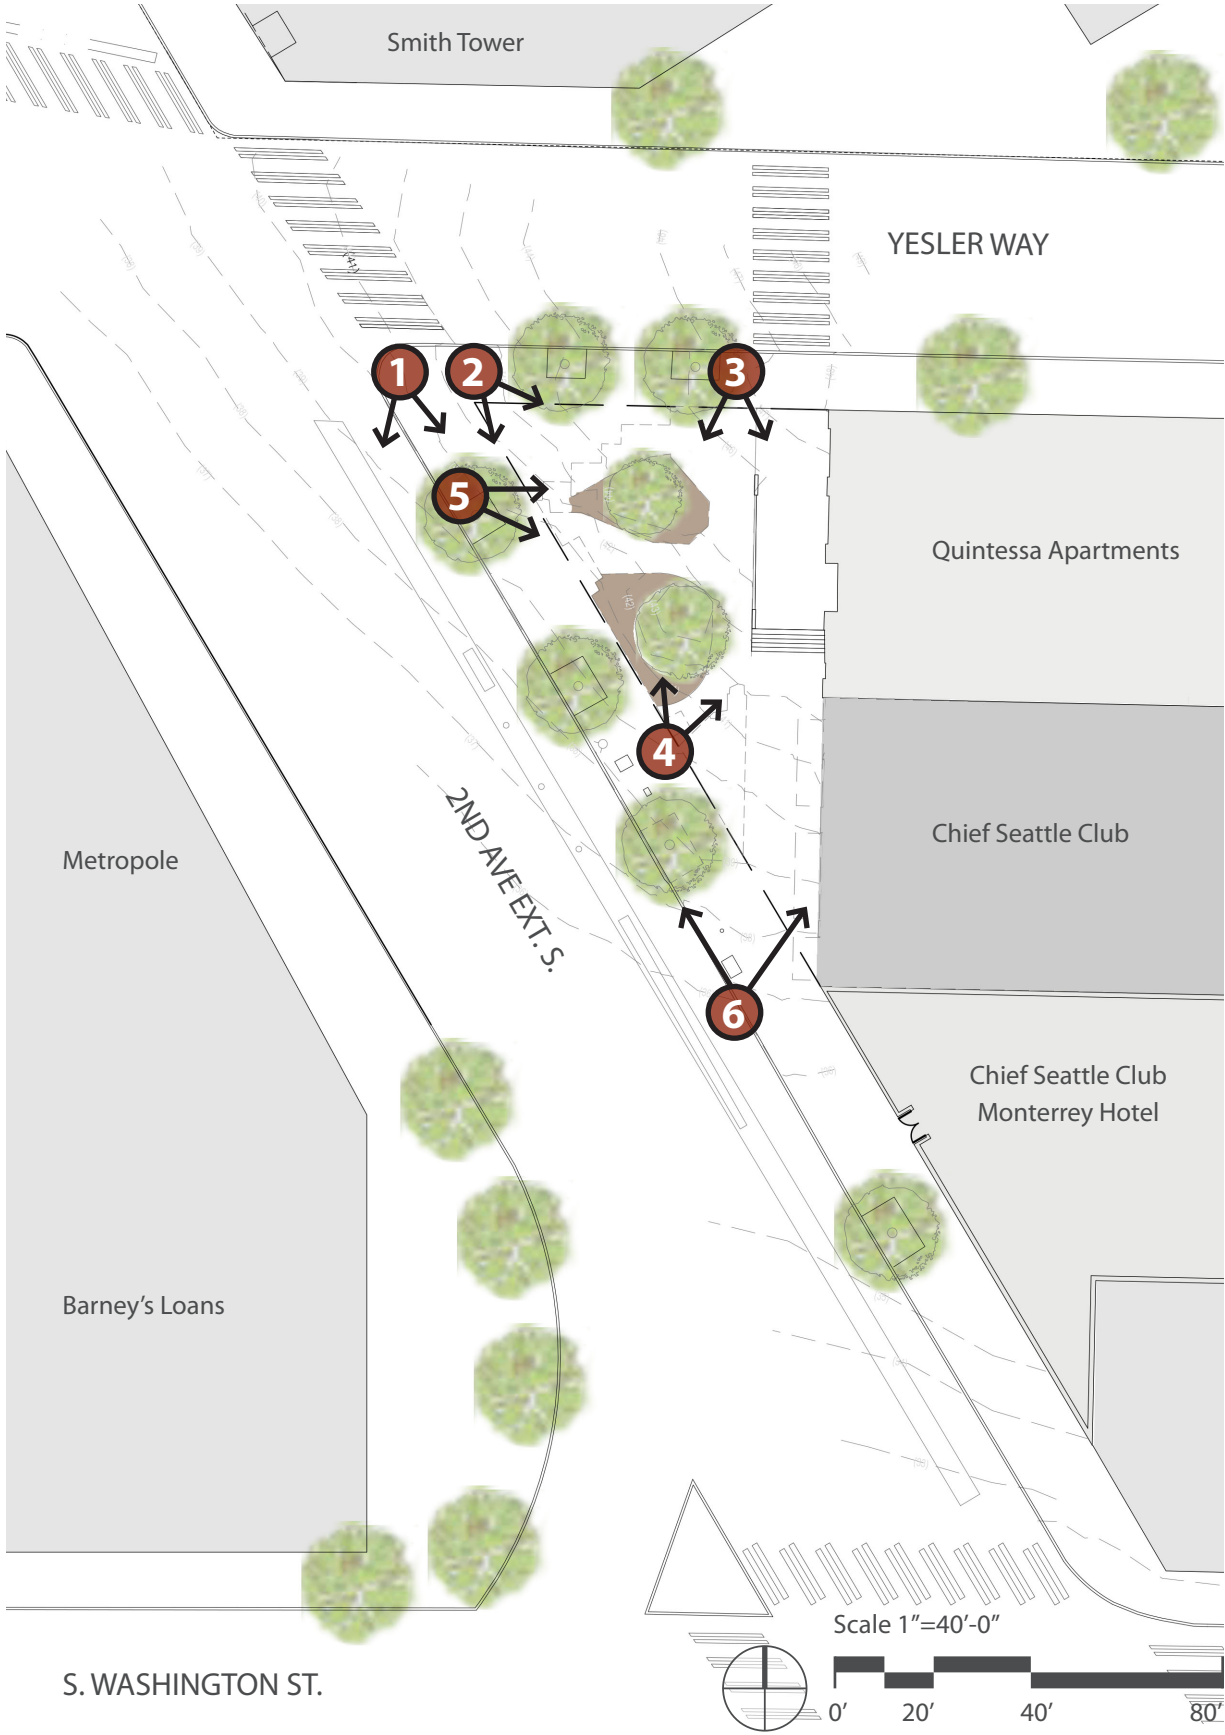 Smith Tower
YESLER WAY
1
2
3
5
Quintessa Apartments
4
Metropole
2ND AVE EXT. S.
Chief Seattle Club
6
Chief Seattle Club
Monterrey Hotel
Barney's Loans
Scale 1"=40'-0"
S. WASHINGTON ST.
0' 20' 40' 80'